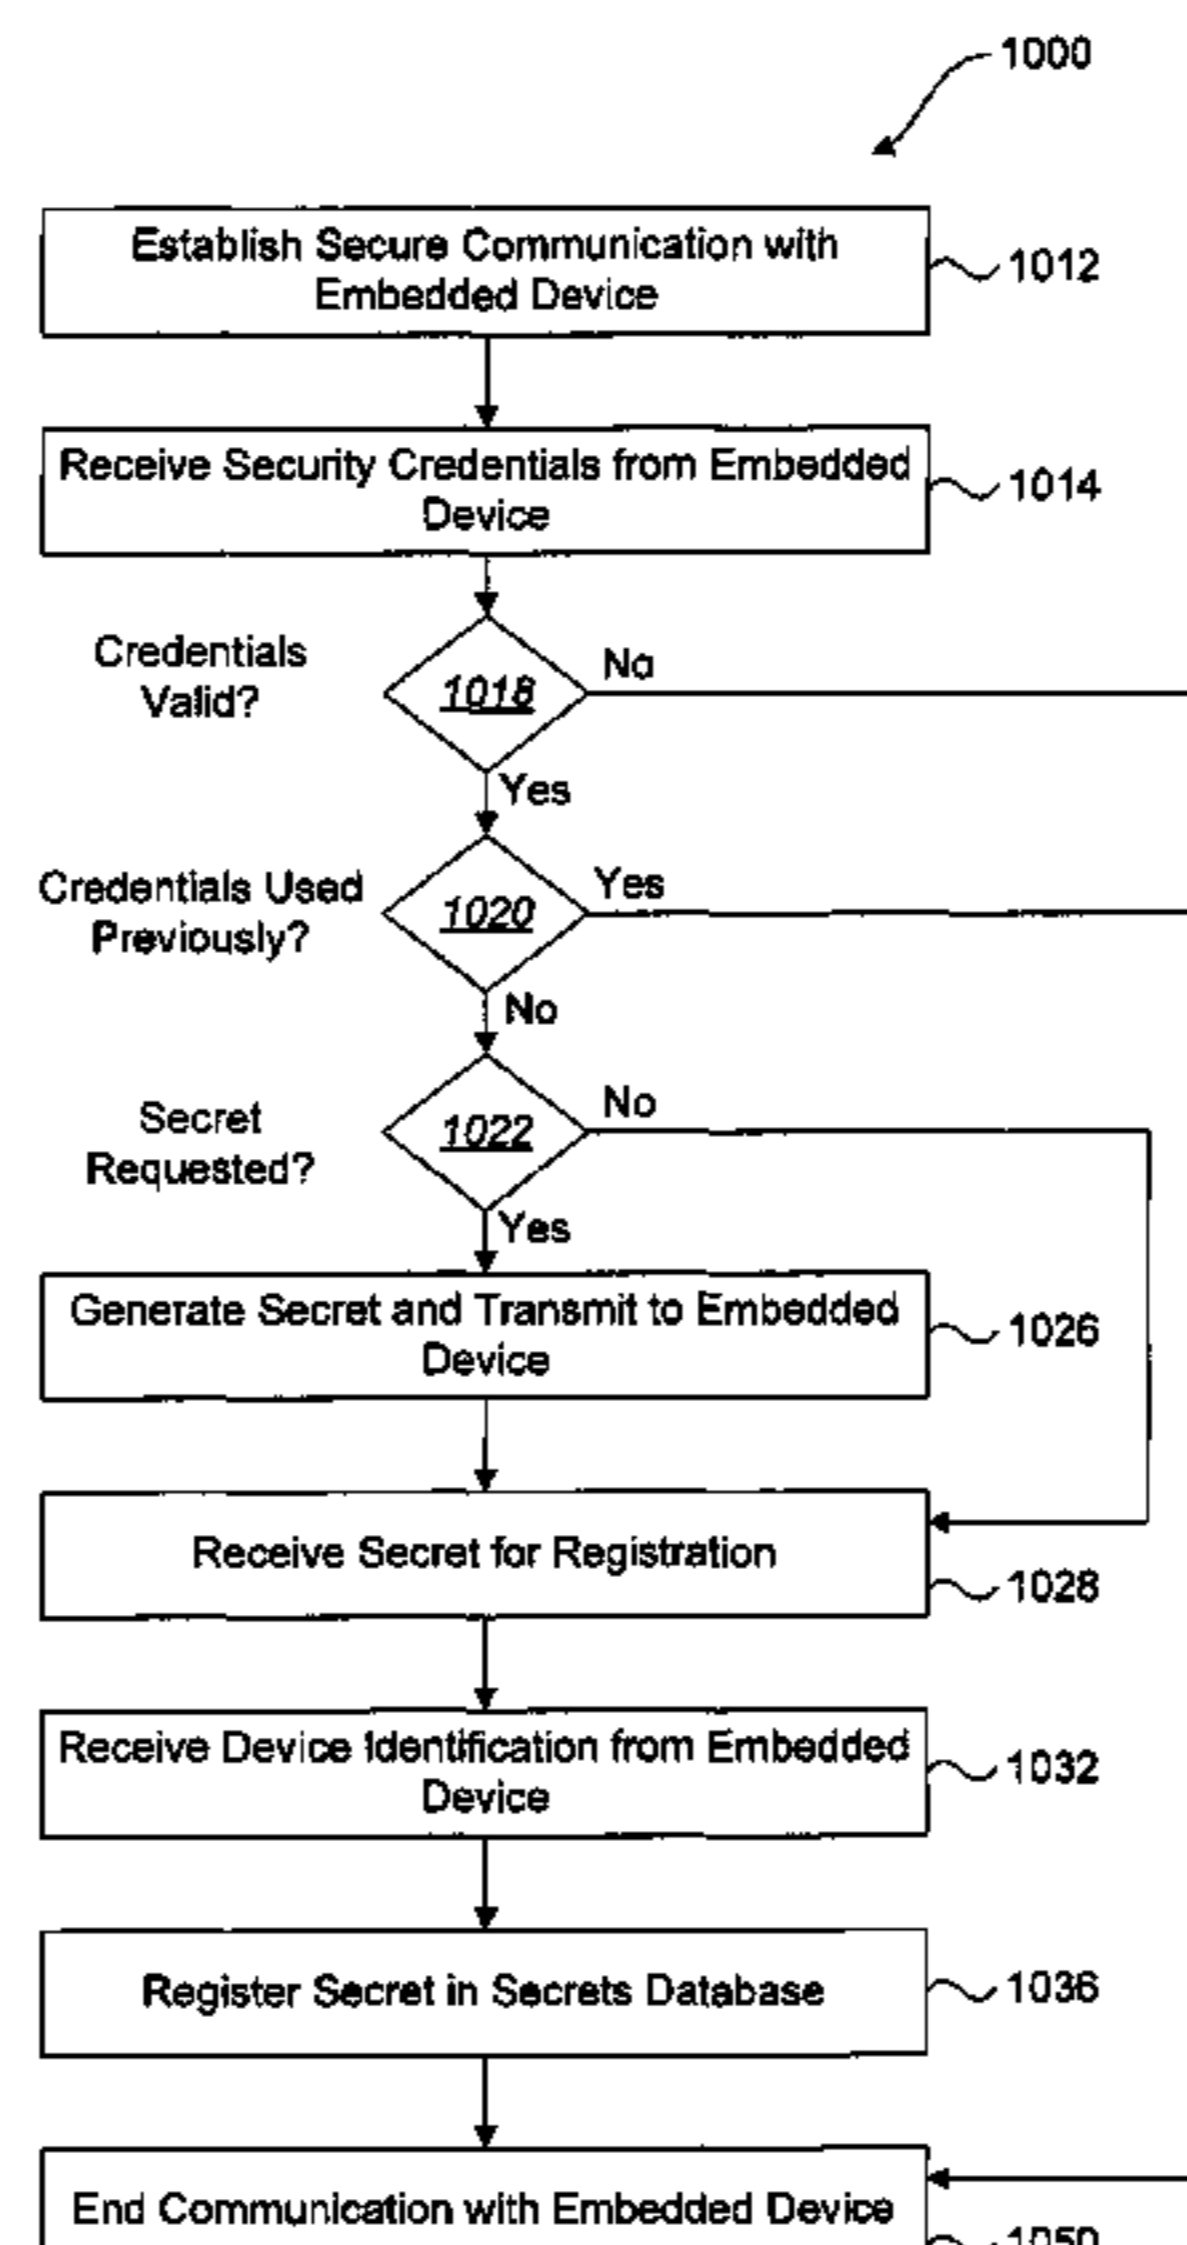 1000
Establish Secure Communication with
Embedded Device
1012
Receive Security Credentials from Embedded
Device
1014
Credentials
Valid?
1018
No
Yes
Credentials Used
Previously?
1020
Yes
No
Secret
Requested?
1022
No
Yes
Generate Secret and Transmit to Embedded
Device
1026
Receive Secret for Registration
1028
Receive Device Identification from Embedded
Device
1032
Register Secret in Secrets Database
1036
End Communication with Embedded Device
1050